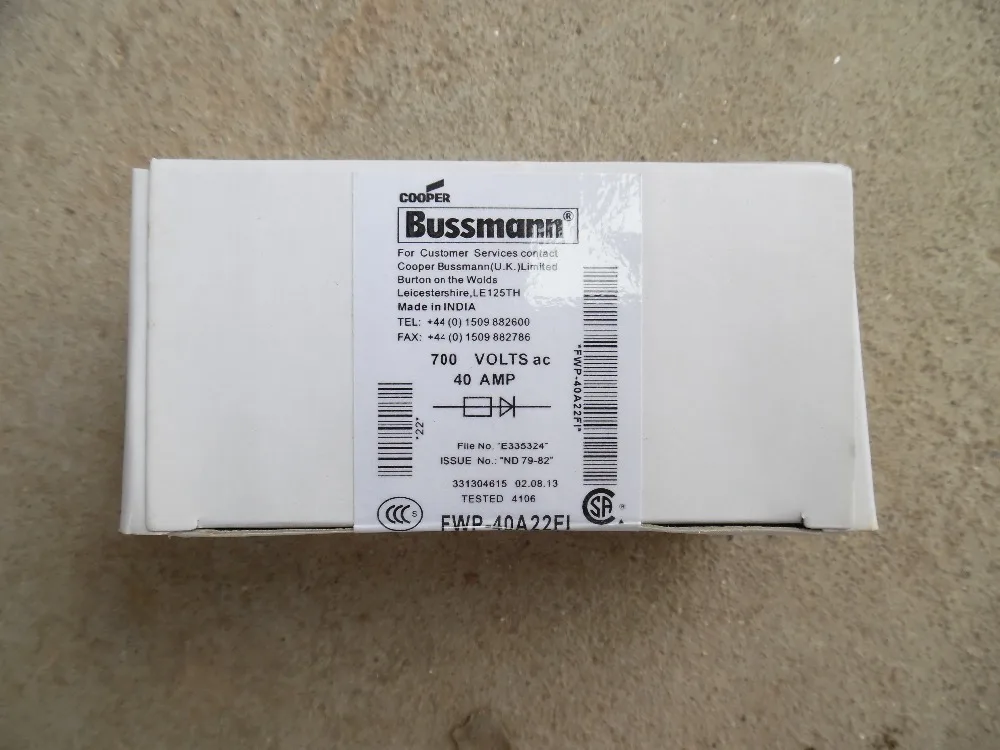 COOPER
Bussmann®
For Customer Services contact
Cooper Bussmann(U.K.)Limited
Burton on the Wolds
Leicestershire,LE125TH
Made in INDIA
TEL: +44 (0) 1509 882600
FAX: +44 (0) 1509 882786
700 VOLTS ac
40 AMP
"22"
"FWP-40A22FI"
File No. "E335324"
ISSUE No.: "ND 79-82"
331304615 02.08.13
TESTED 4106
CCC S
SA ®
FWP-40A22FI